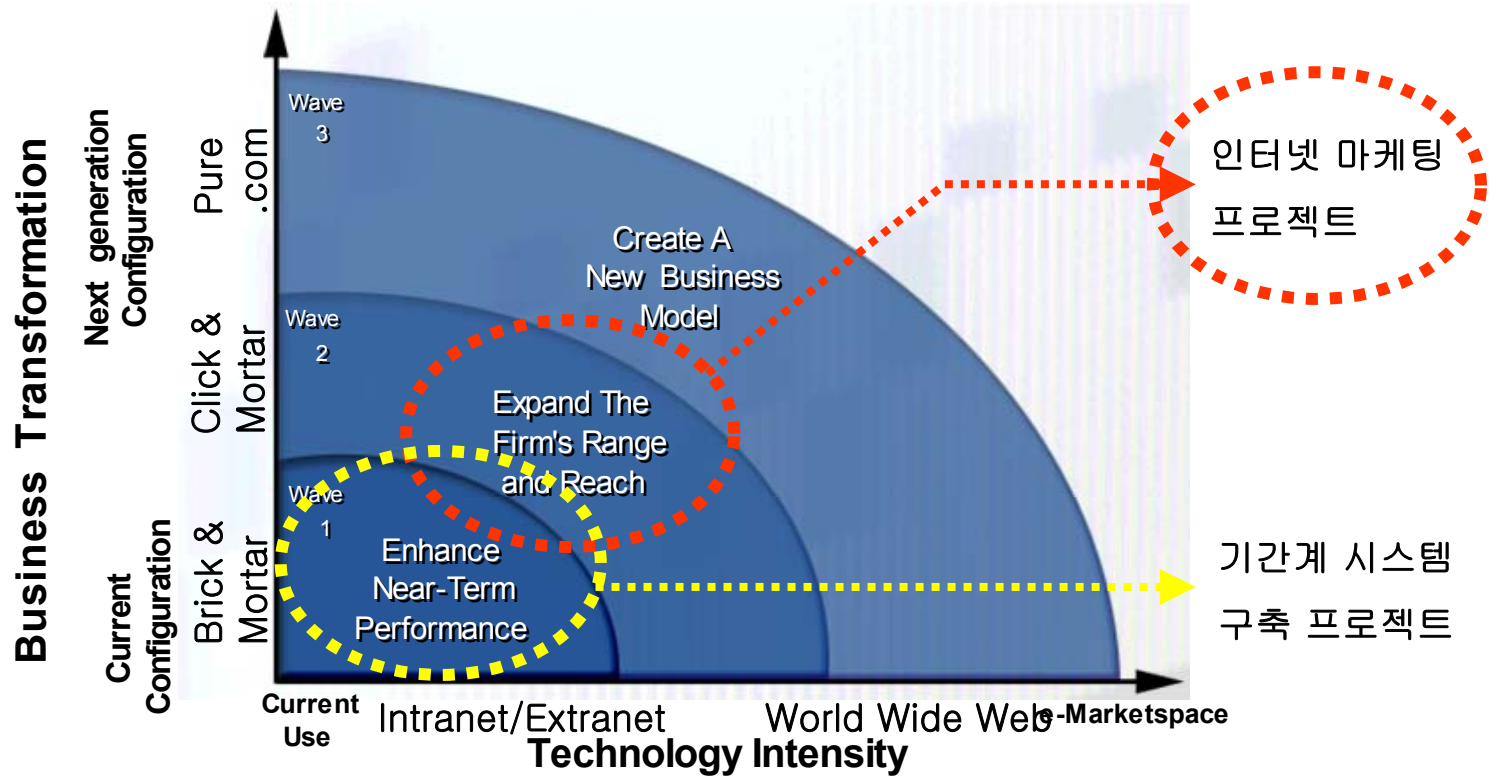 Business Transformation
Next generation
Configuration
Current
Configuration
Pure
.com
Click &
Mortar
Brick &
Mortar
Wave
3
Create A
New Business
Model
Wave
2
Expand The
Firm's Range
and Reach
Wave
1
Enhance
Near-Term
Performance
인터넷 마케팅
프로젝트
기간계 시스템
구축 프로젝트
Current
Use
Intranet/Extranet
World Wide Web
e-Marketspace
Technology Intensity